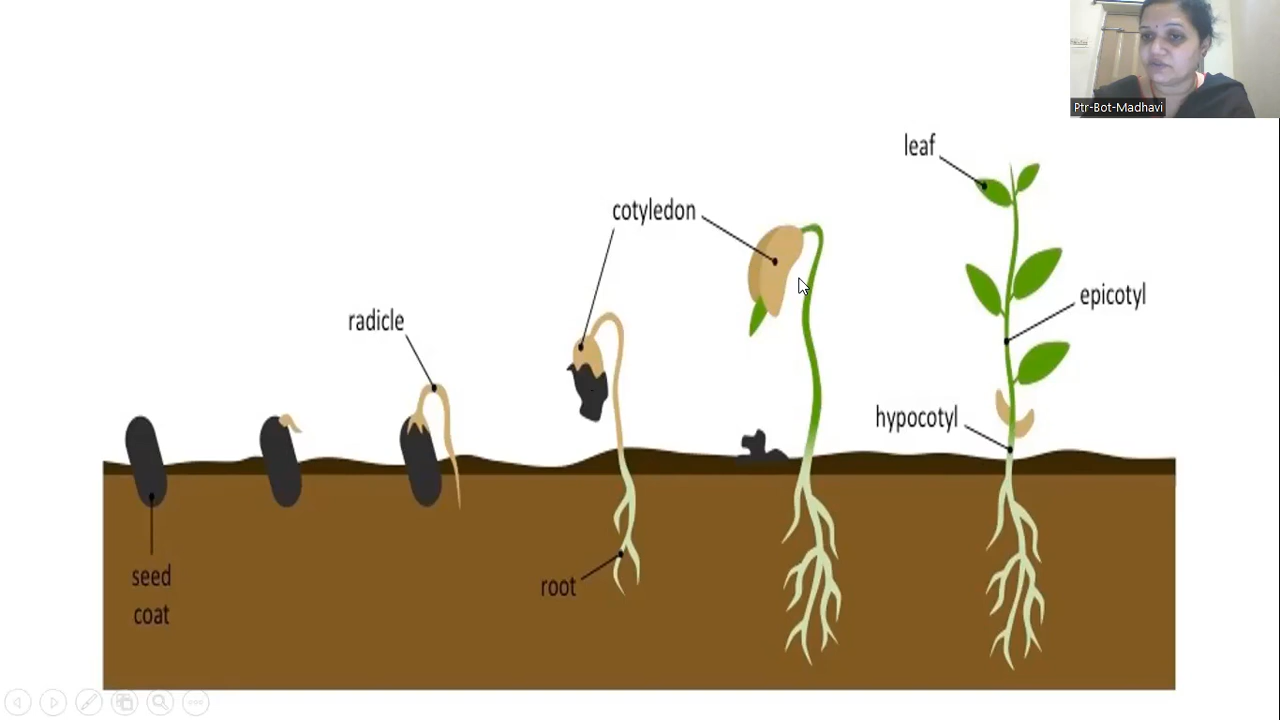 Ptr-Bot-Madhavi
leaf
cotyledon
epicotyl
radicle
hypocotyl
seed
coat
root